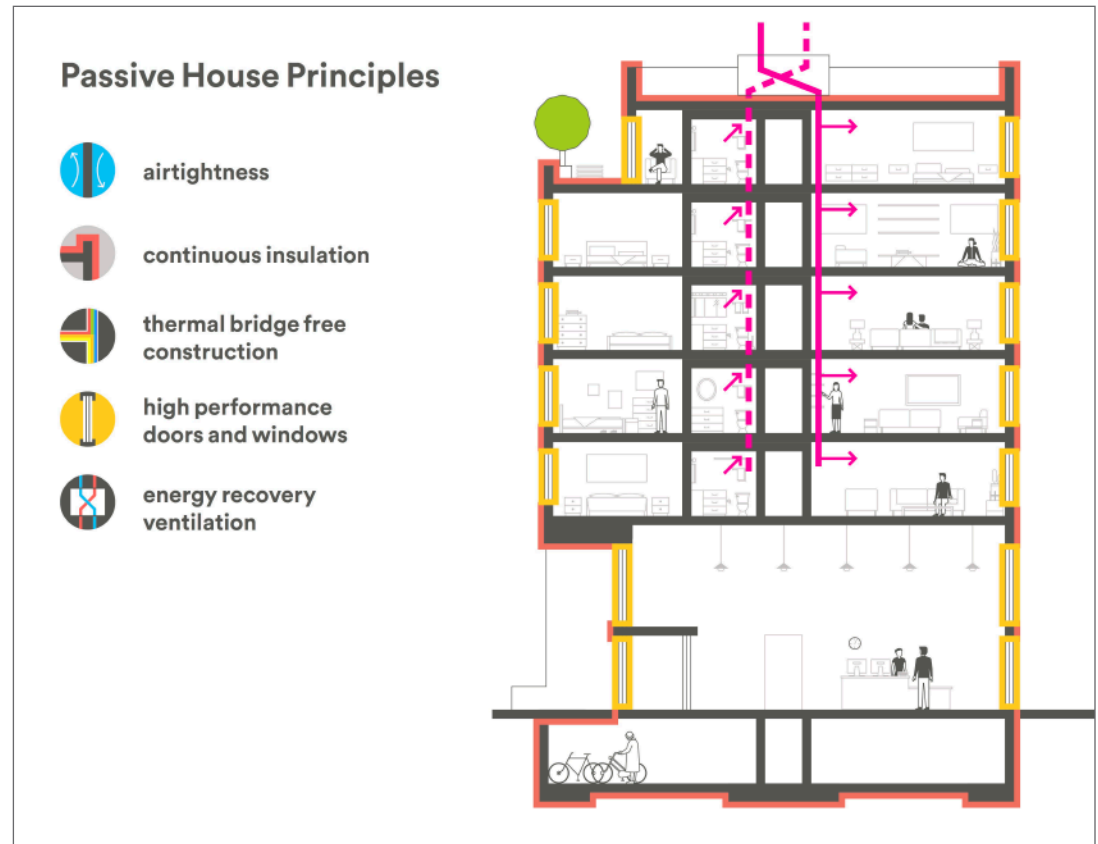 Passive House Principles
airtightness
continuous insulation
thermal bridge free
construction
high performance
doors and windows
energy recovery
ventilation